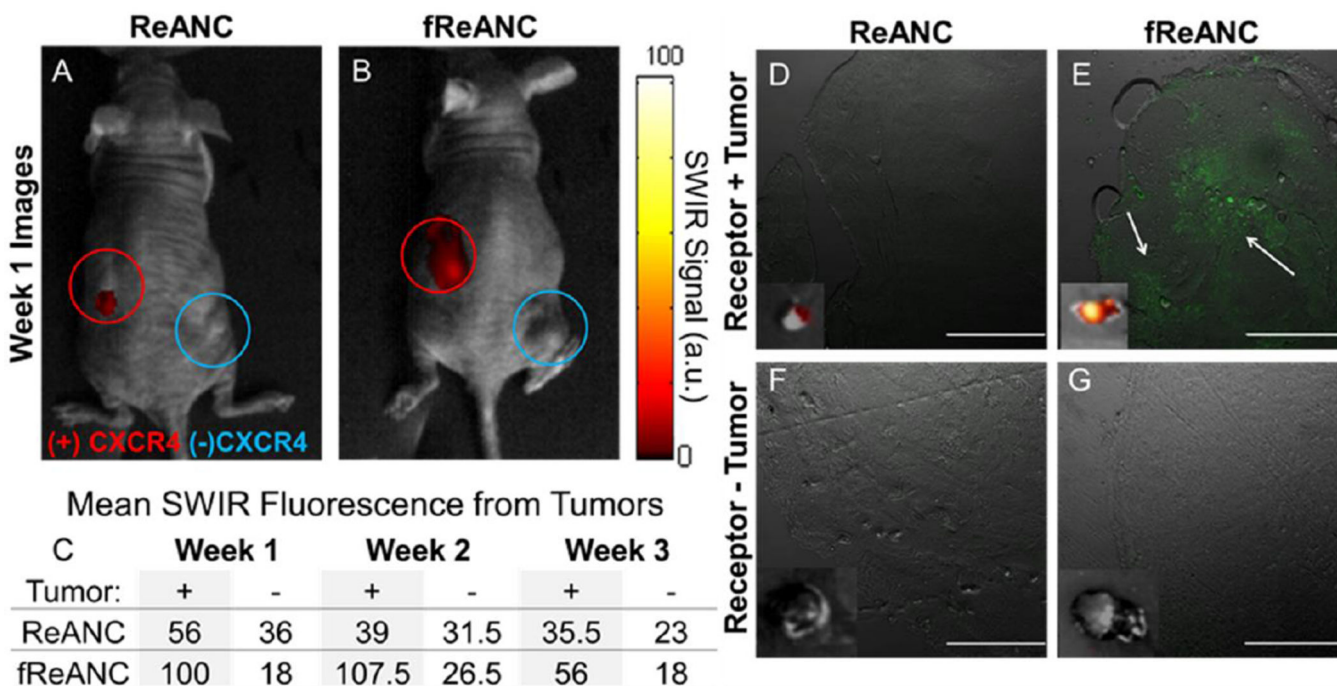 ReANC
fReANC
A
B
Week 1 Images
(+) CXCR4 (-)CXCR4
100
SWIR Signal (a.u.)
0
Mean SWIR Fluorescence from Tumors
C Week 1 Week 2 Week 3
Tumor: + - + - + -
ReANC 56 36 39 31.5 35.5 23
fReANC 100 18 107.5 26.5 56 18
ReANC
fReANC
Receptor + Tumor
D
E
Receptor - Tumor
F
G